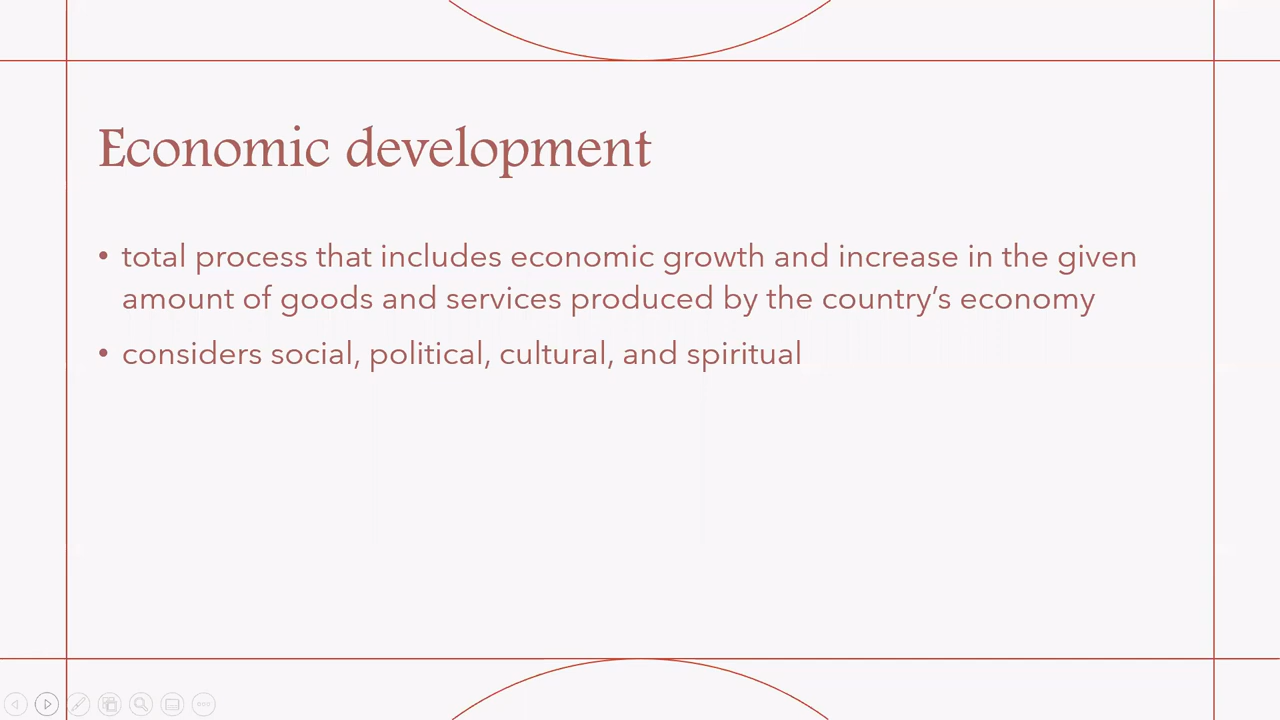 Economic development
• total process that includes economic growth and increase in the given
amount of goods and services produced by the country’s economy
• considers social, political, cultural, and spiritual